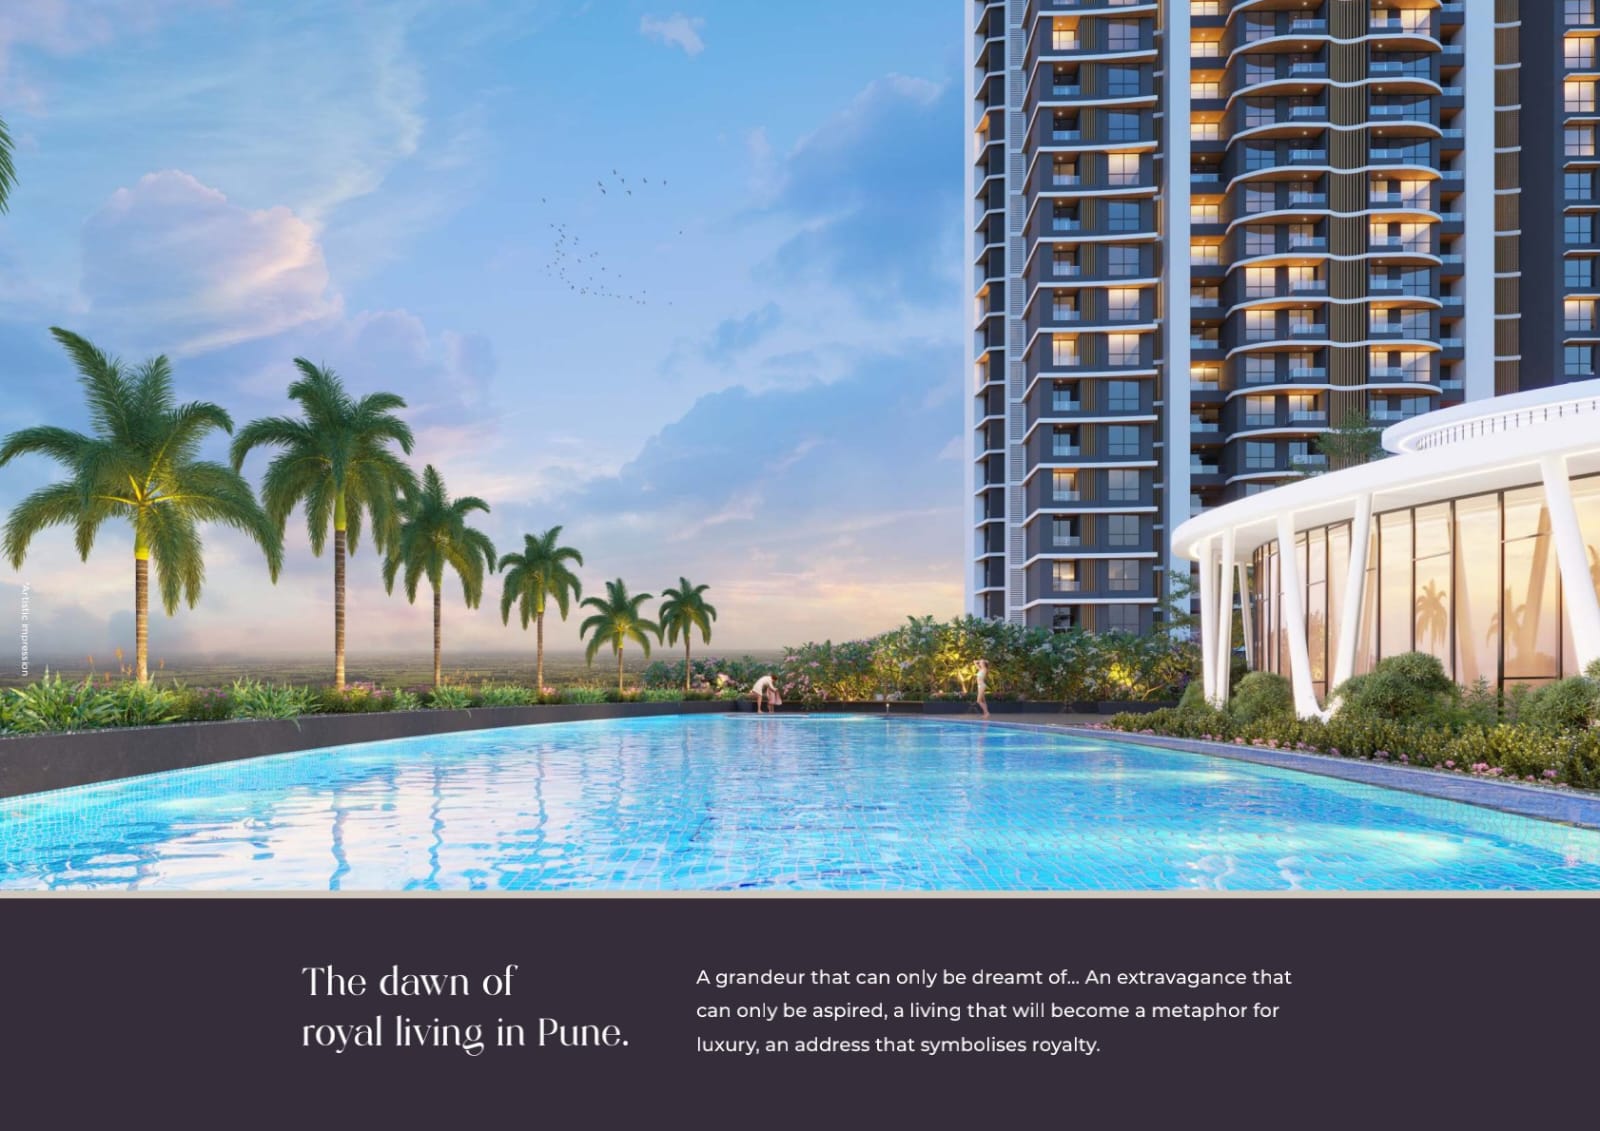 *Artistic Impression
The dawn of
royal living in Pune.
A grandeur that can only be dreamt of... An extravagance that
can only be aspired, a living that will become a metaphor for
luxury, an address that symbolises royalty.